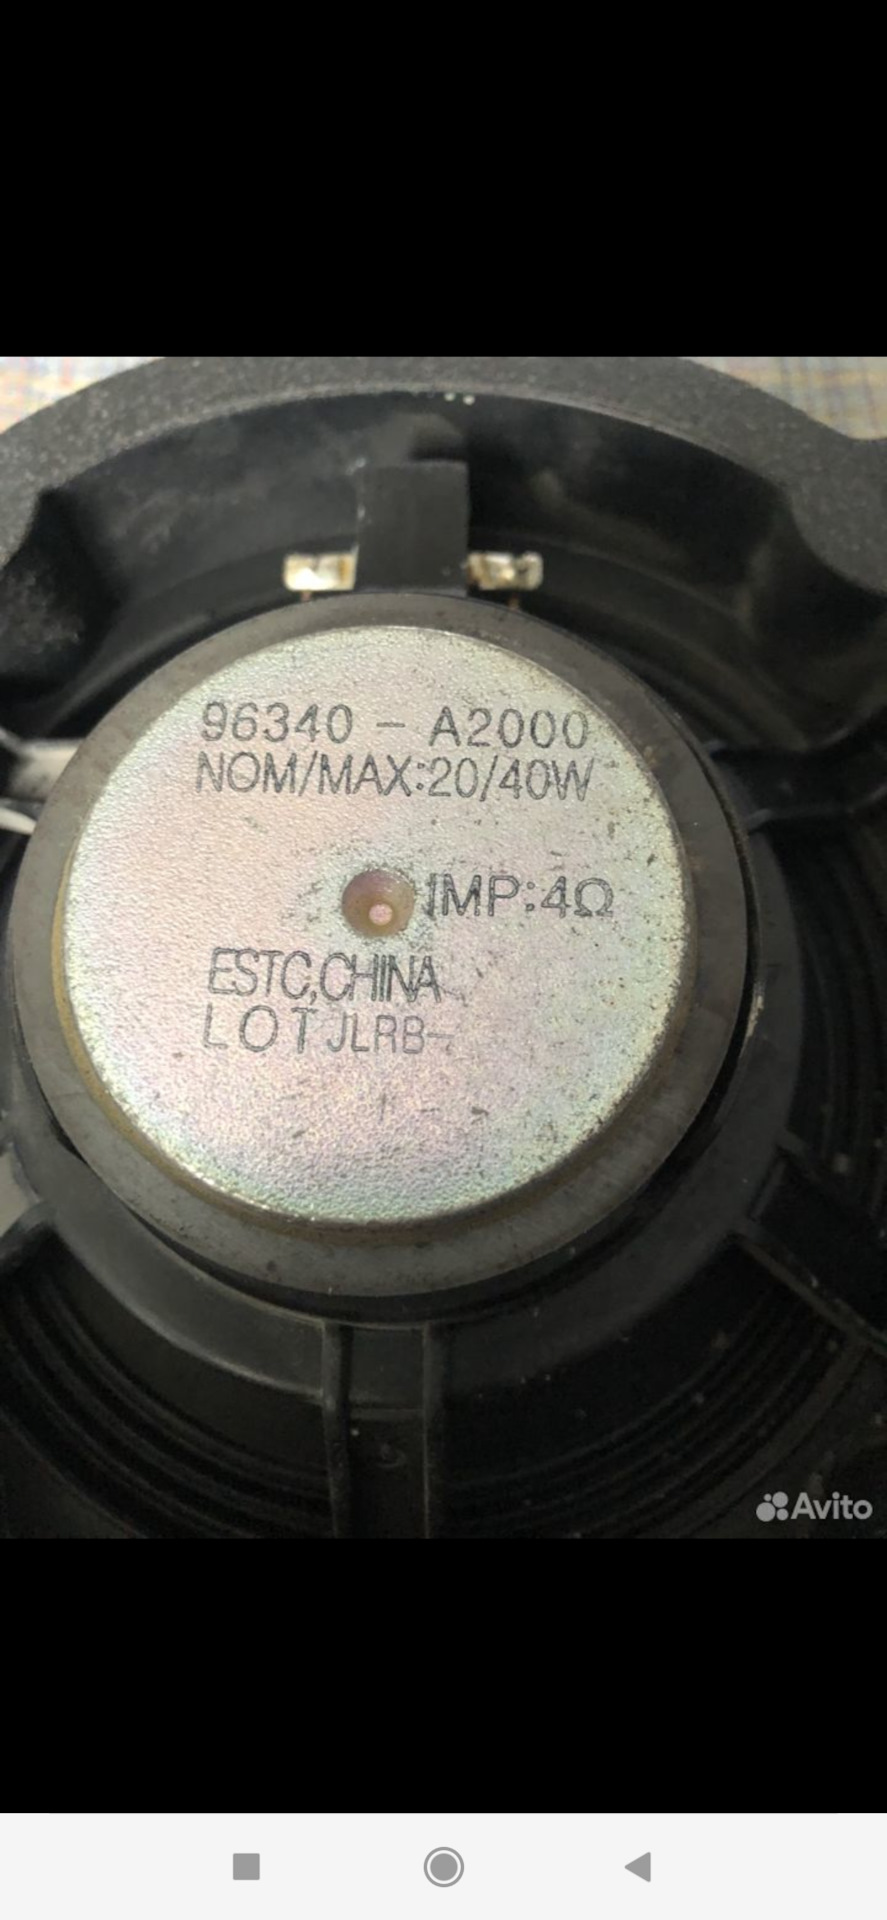 96340 - A2000
NOM/MAX:20/40W
IMP:4Ω
ESTC,CHINA
LOT JLRB-
Avito